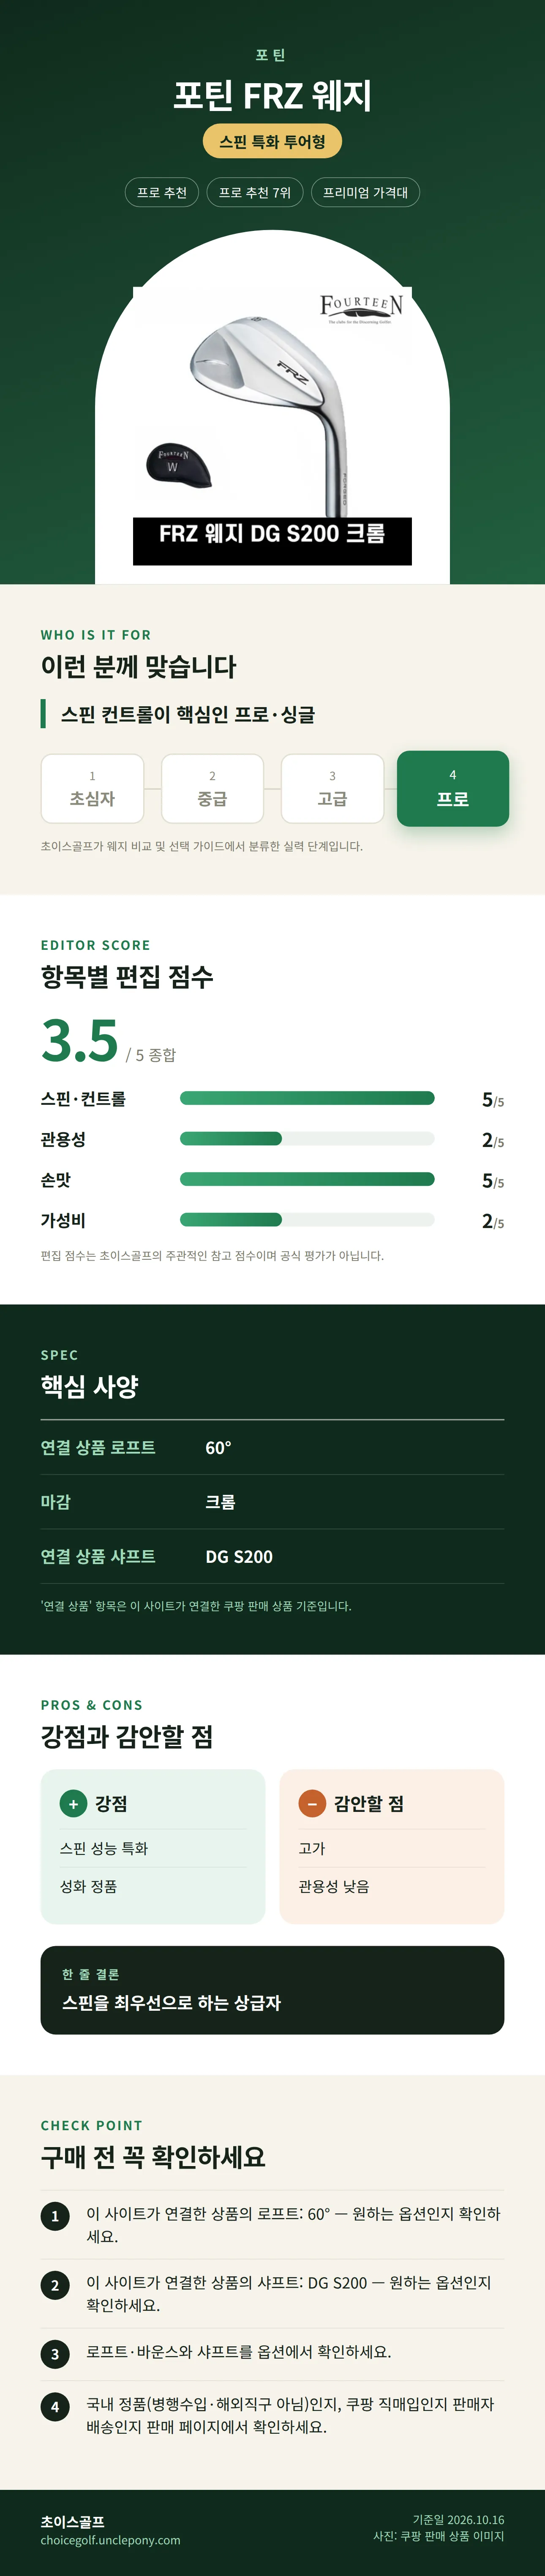 포틴
포틴 FRZ 웨지
스핀 특화 투어형
프로 추천
프로 추천 7위
프리미엄 가격대
FOURTEEN
The clubs for the Discerning Golfer.
FRZ
FOURTEEN
W
FORGED
FRZ 웨지 DG S200 크롬
WHO IS IT FOR
이런 분께 맞습니다
스핀 컨트롤이 핵심인 프로·싱글
1
초심자
2
중급
3
고급
4
프로
초이스골프가 웨지 비교 및 선택 가이드에서 분류한 실력 단계입니다.
EDITOR SCORE
항목별 편집 점수
3.5 / 5 종합
스핀·컨트롤 5/5
관용성 2/5
손맛 5/5
가성비 2/5
편집 점수는 초이스골프의 주관적인 참고 점수이며 공식 평가가 아닙니다.
SPEC
핵심 사양
연결 상품 로프트 60°
마감 크롬
연결 상품 샤프트 DG S200
'연결 상품' 항목은 이 사이트가 연결한 쿠팡 판매 상품 기준입니다.
PROS & CONS
강점과 감안할 점
+ 강점
스핀 성능 특화
성화 정품
− 감안할 점
고가
관용성 낮음
한 줄 결론
스핀을 최우선으로 하는 상급자
CHECK POINT
구매 전 꼭 확인하세요
1 이 사이트가 연결한 상품의 로프트: 60° — 원하는 옵션인지 확인하
세요.
2 이 사이트가 연결한 상품의 샤프트: DG S200 — 원하는 옵션인지
확인하세요.
3 로프트·바운스와 샤프트를 옵션에서 확인하세요.
4 국내 정품(병행수입·해외직구 아님)인지, 쿠팡 직매입인지 판매자
배송인지 판매 페이지에서 확인하세요.
초이스골프
choicegolf.unclepony.com
기준일 2026.10.16
사진: 쿠팡 판매 상품 이미지